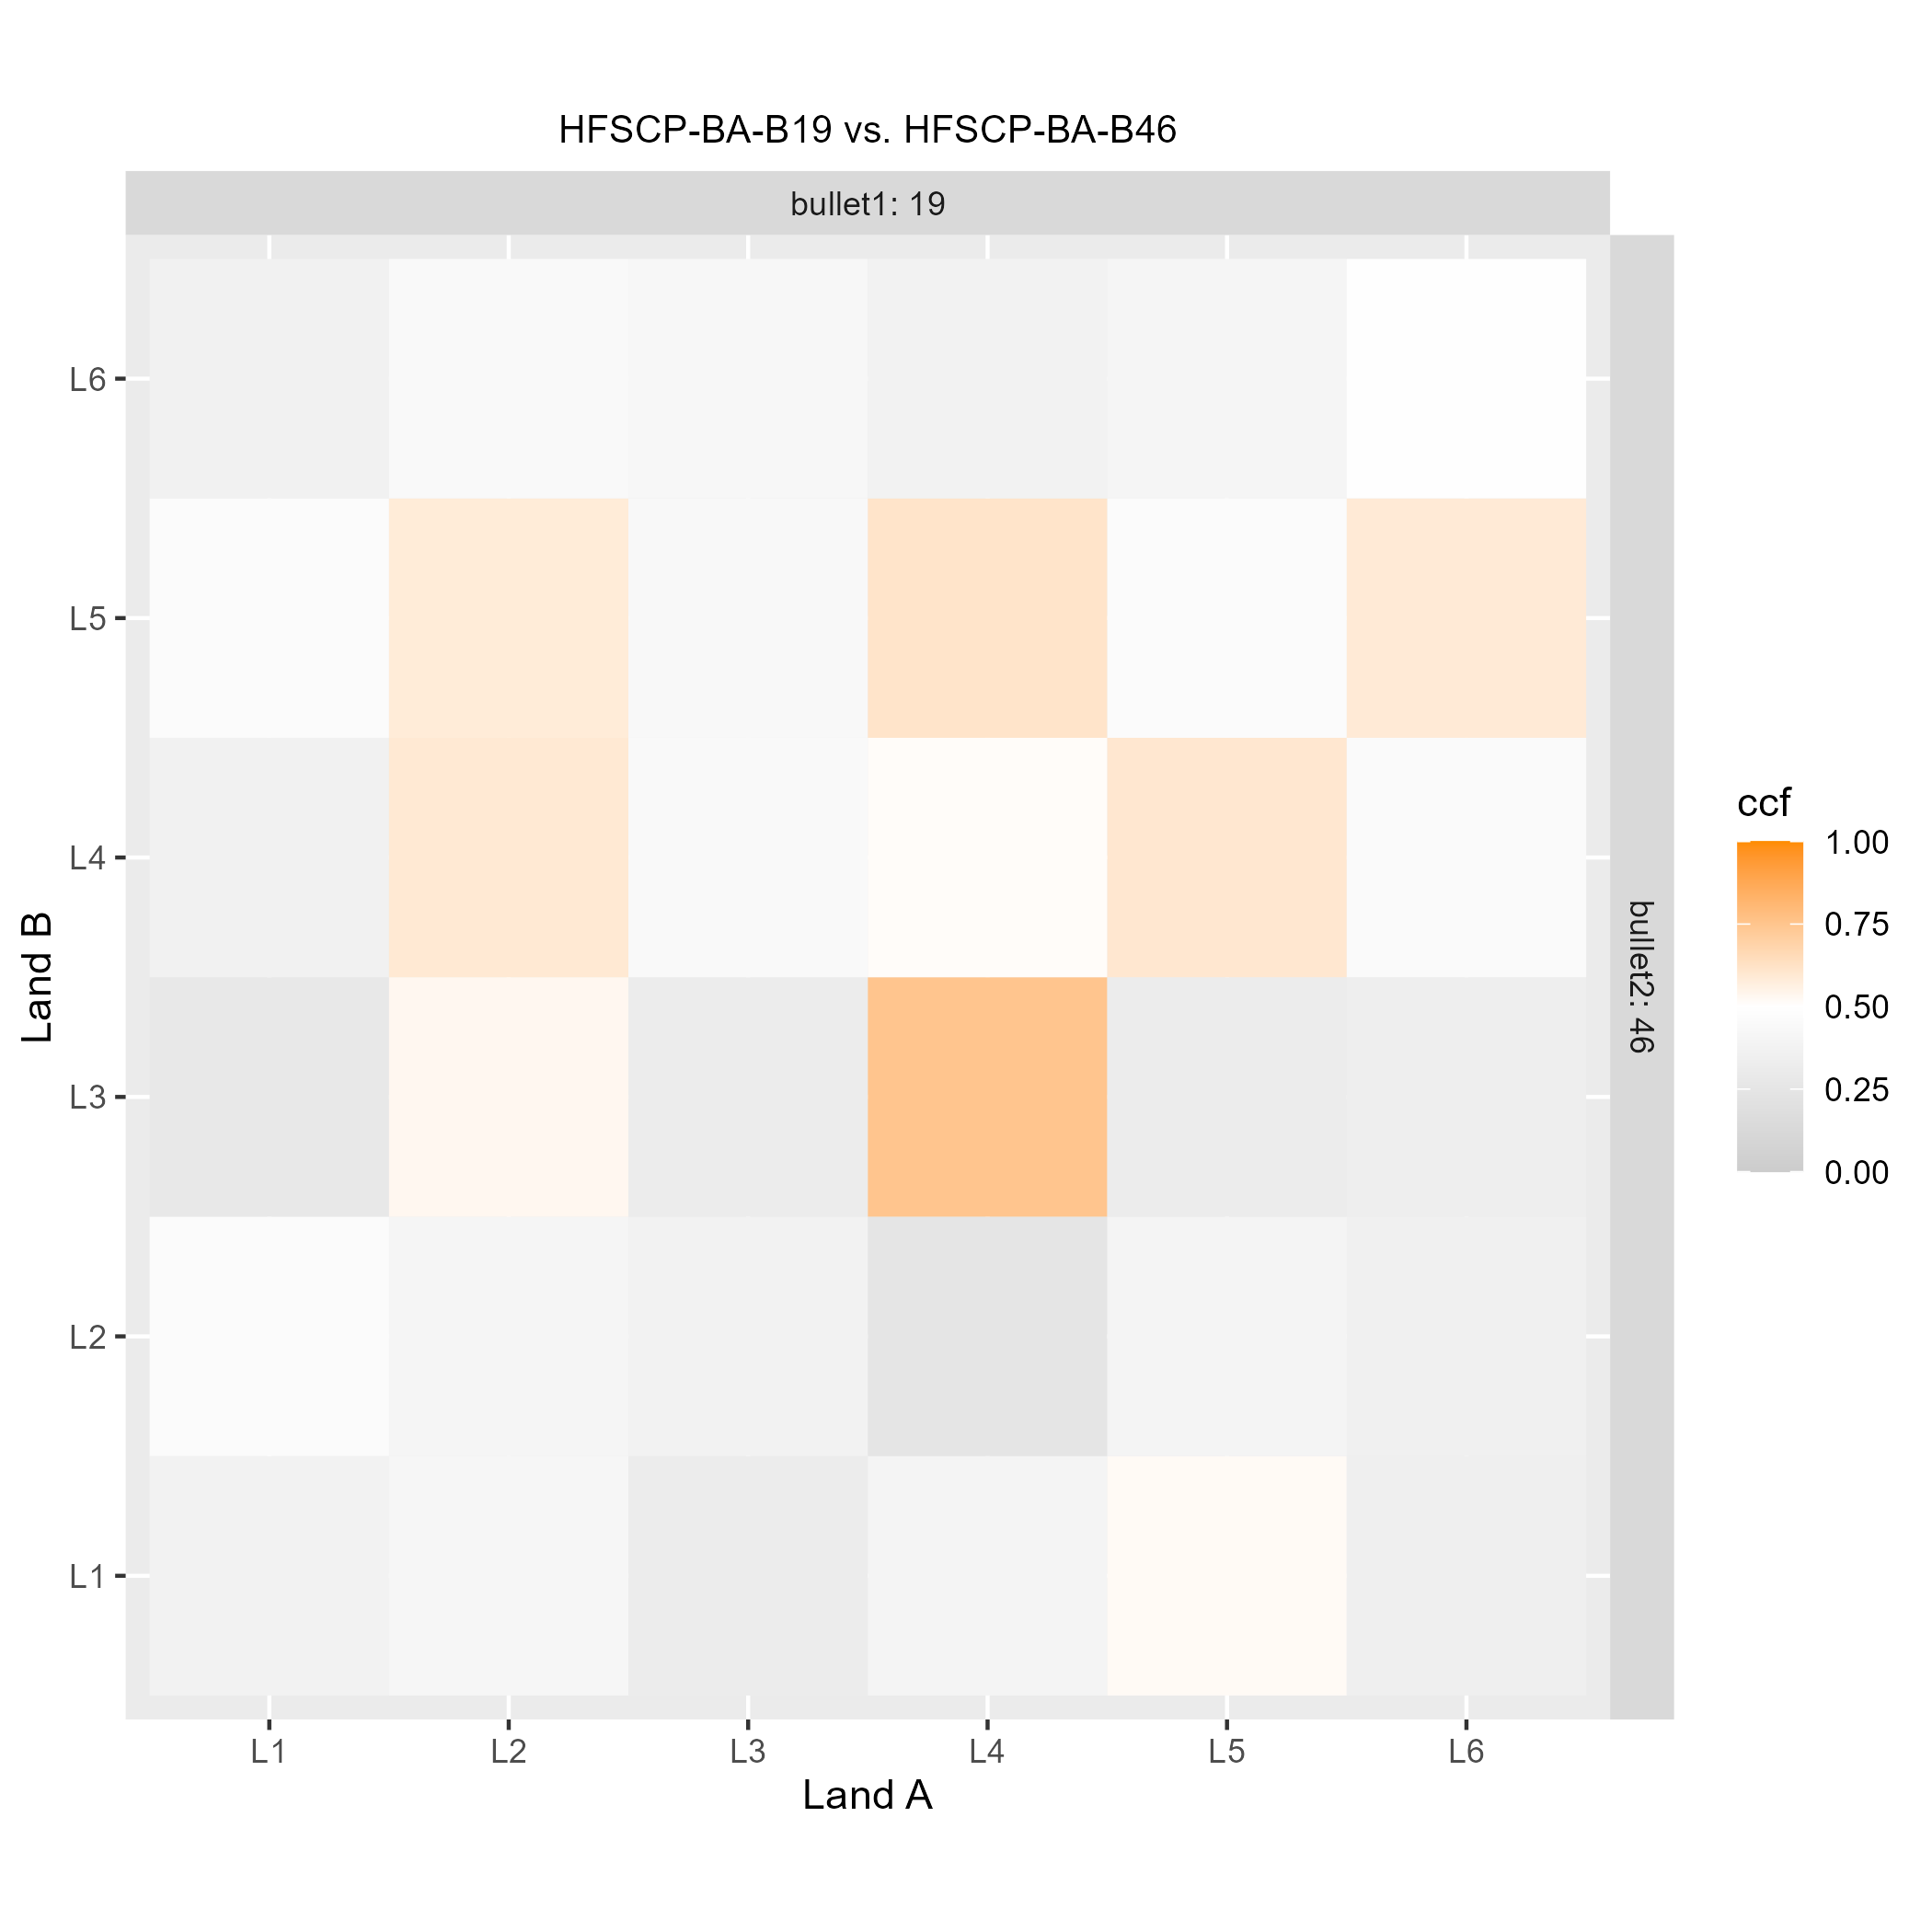 HFSCP-BA-B19 vs. HFSCP-BA-B46
bullet1: 19
L6
L5
L4
L3
L2
L1
Land B
bullet2: 46
L1 L2 L3 L4 L5 L6
Land A
ccf
1.00
0.75
0.50
0.25
0.00